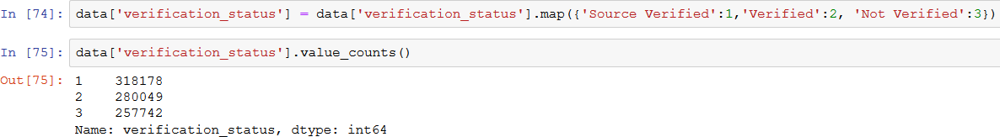 In [74]: data['verification_status'] = data['verification_status'].map({'Source Verified':1,'Verified':2, 'Not Verified':3})
In [75]: data['verification_status'].value_counts()
Out[75]: 1    318178
2    280049
3    257742
Name: verification_status, dtype: int64